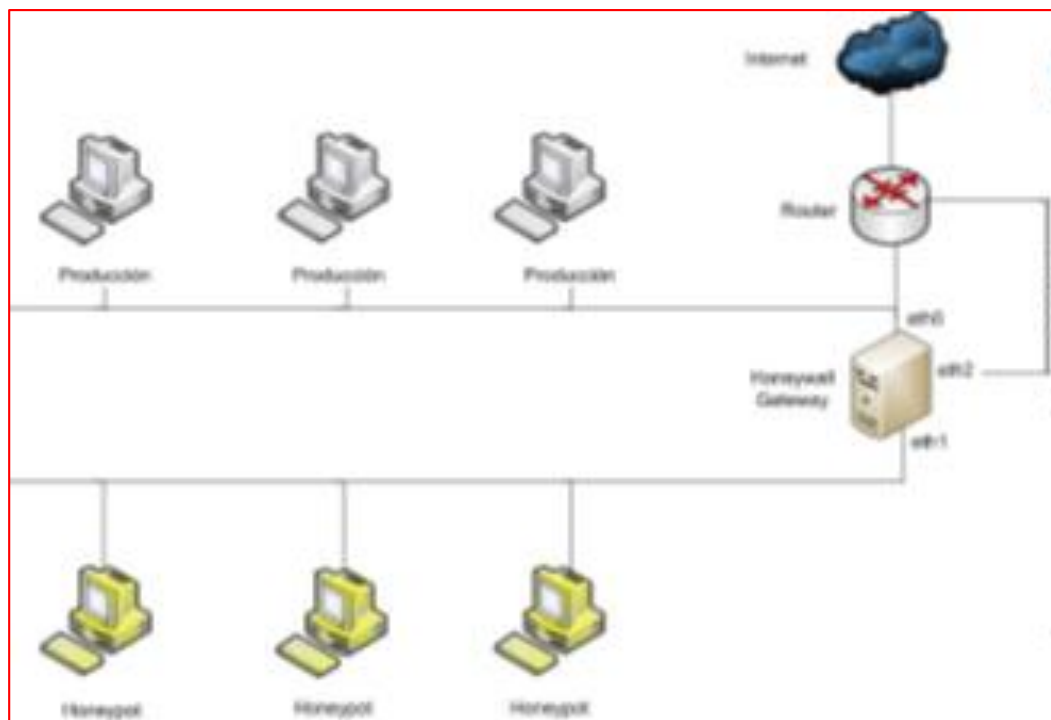 Internet
Router
Producción
Producción
Producción
eth0
Honeywall
Gateway
eth2
eth1
Honeypot
Honeypot
Honeypot